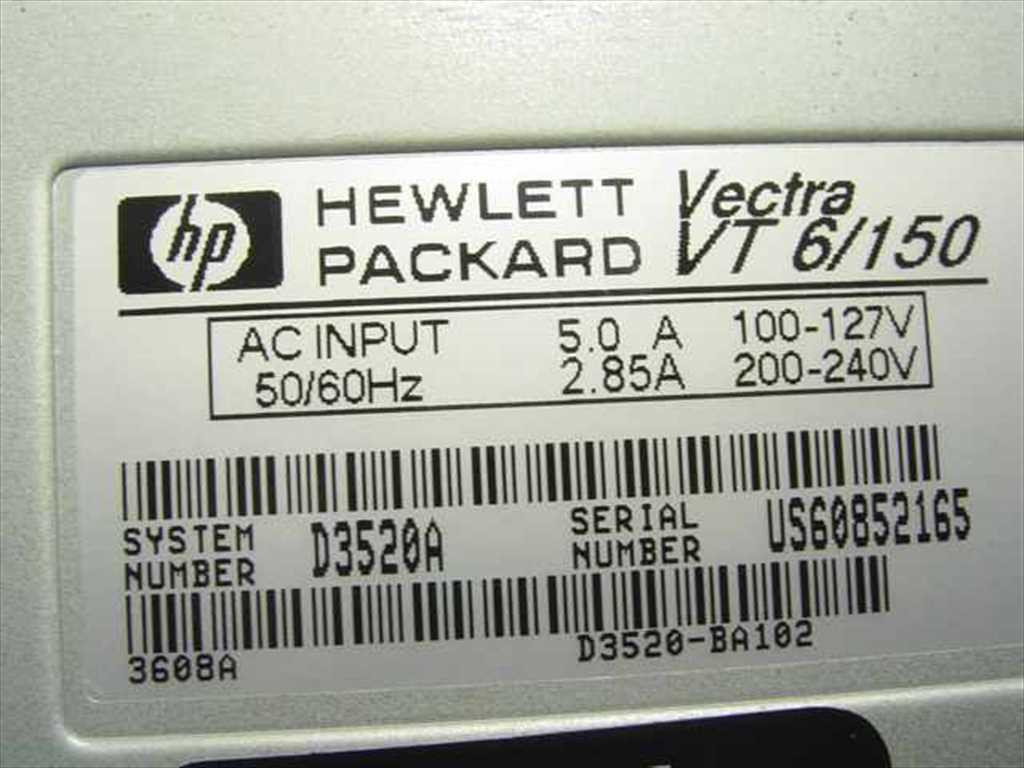 hp HEWLETT PACKARD Vectra VT 6/150
AC INPUT 5.0 A 100-127V
50/60Hz 2.85A 200-240V
SYSTEM NUMBER D3520A SERIAL NUMBER US60852165
3608A D3520-BA102